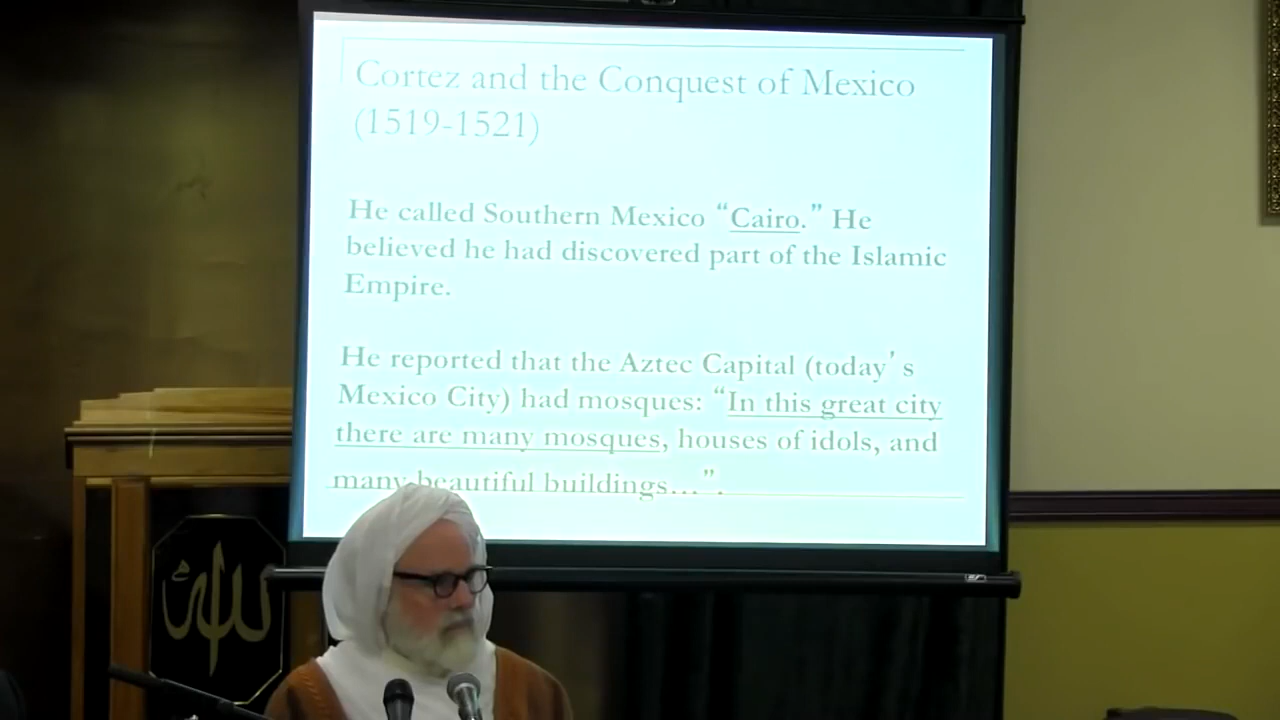 Cortez and the Conquest of Mexico
(1519-1521)
He called Southern Mexico “Cairo.” He
believed he had discovered part of the Islamic
Empire.
He reported that the Aztec Capital (today’s
Mexico City) had mosques: “In this great city
there are many mosques, houses of idols, and
many beautiful buildings…”.
الله